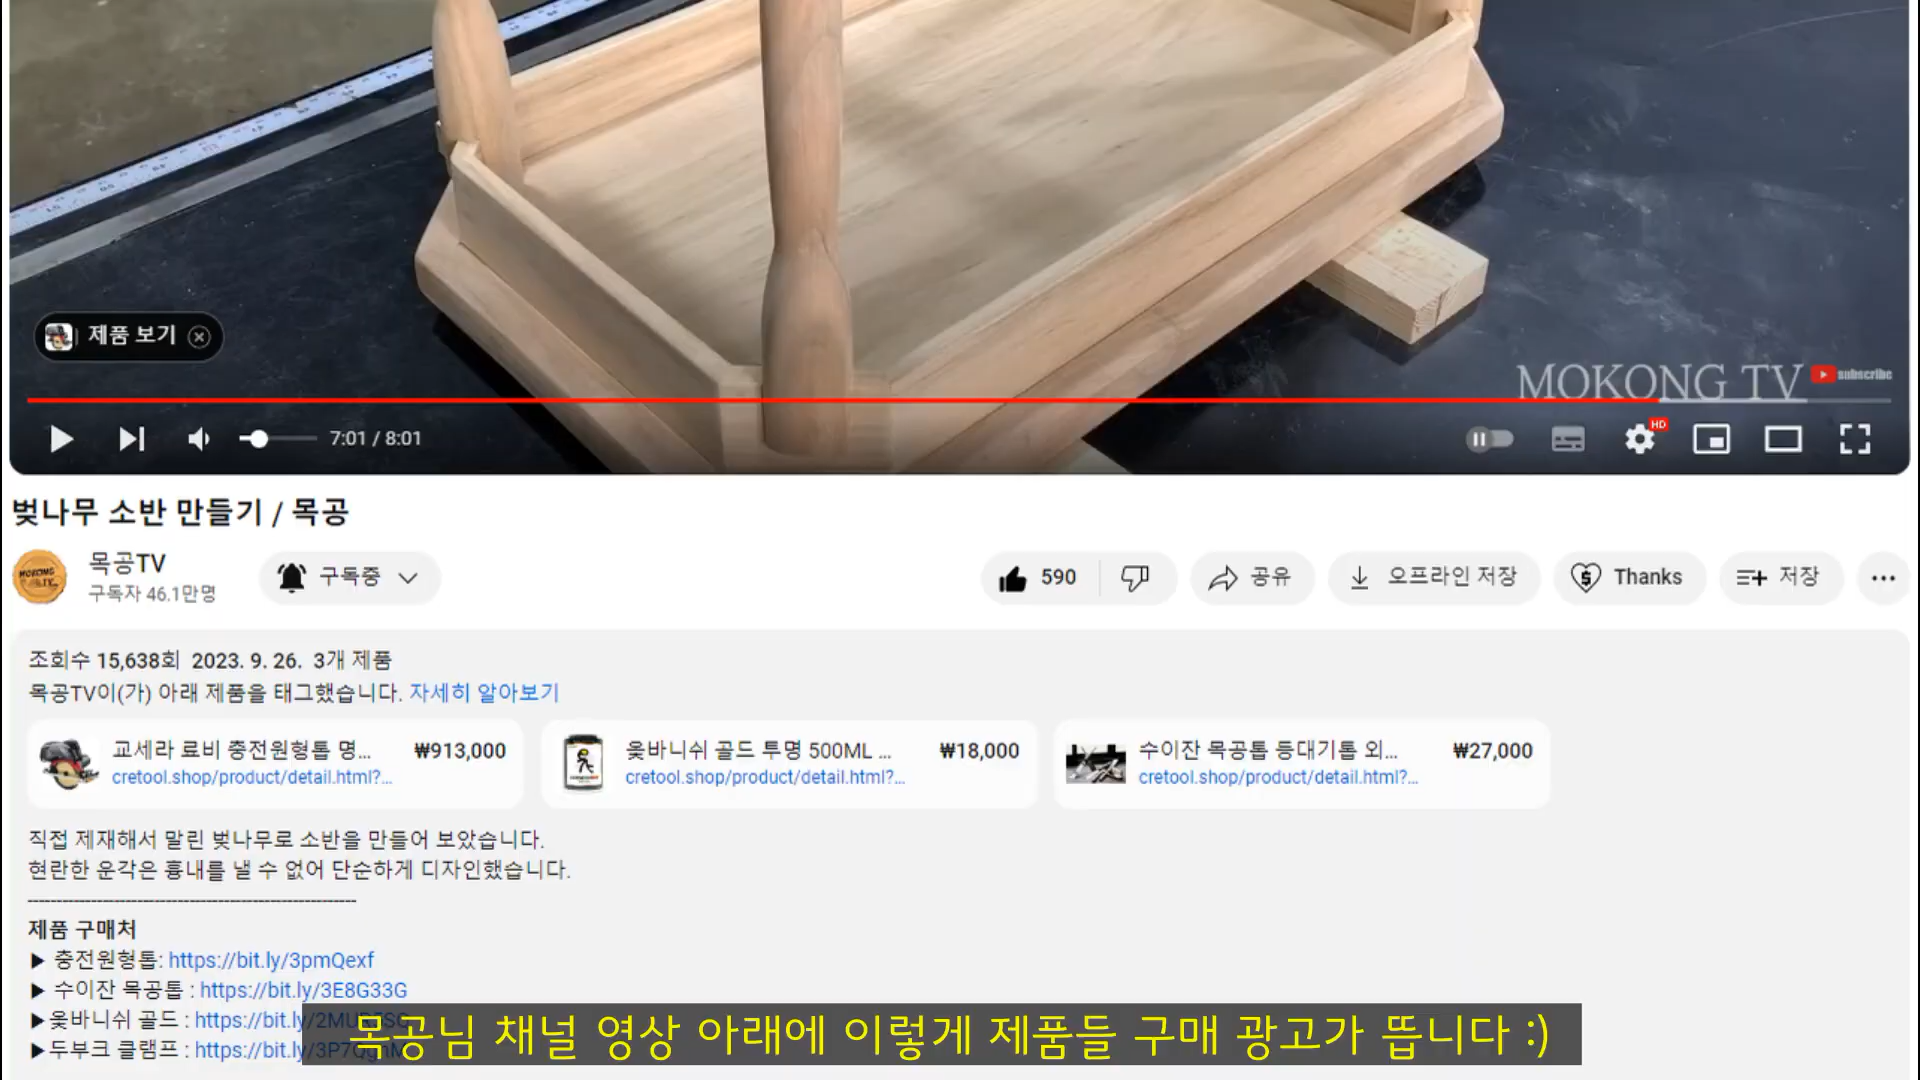 제품 보기
MOKONG TV
subscribe
7:01 / 8:01
HD
벚나무 소반 만들기 / 목공
목공TV
구독자 46.1만명
구독중
590
공유
오프라인 저장
Thanks
저장
조회수 15,638회 2023. 9. 26. 3개 제품
목공TV이(가) 아래 제품을 태그했습니다. 자세히 알아보기
교세라 료비 충전원형톱 명... ₩913,000
cretool.shop/product/detail.html?...
옻바니쉬 골드 투명 500ML ... ₩18,000
cretool.shop/product/detail.html?...
수이잔 목공톱 등대기톱 외... ₩27,000
cretool.shop/product/detail.html?...
직접 제재해서 말린 벚나무로 소반을 만들어 보았습니다.
현란한 운각은 흉내를 낼 수 없어 단순하게 디자인했습니다.
제품 구매처
▶ 충전원형톱: https://bit.ly/3pmQexf
▶ 수이잔 목공톱 : https://bit.ly/3E8G33G
▶옻바니쉬 골드 : https://bit.ly/
▶두부크 클램프 : https://bit.ly/
목공님 채널 영상 아래에 이렇게 제품들 구매 광고가 뜹니다 :)